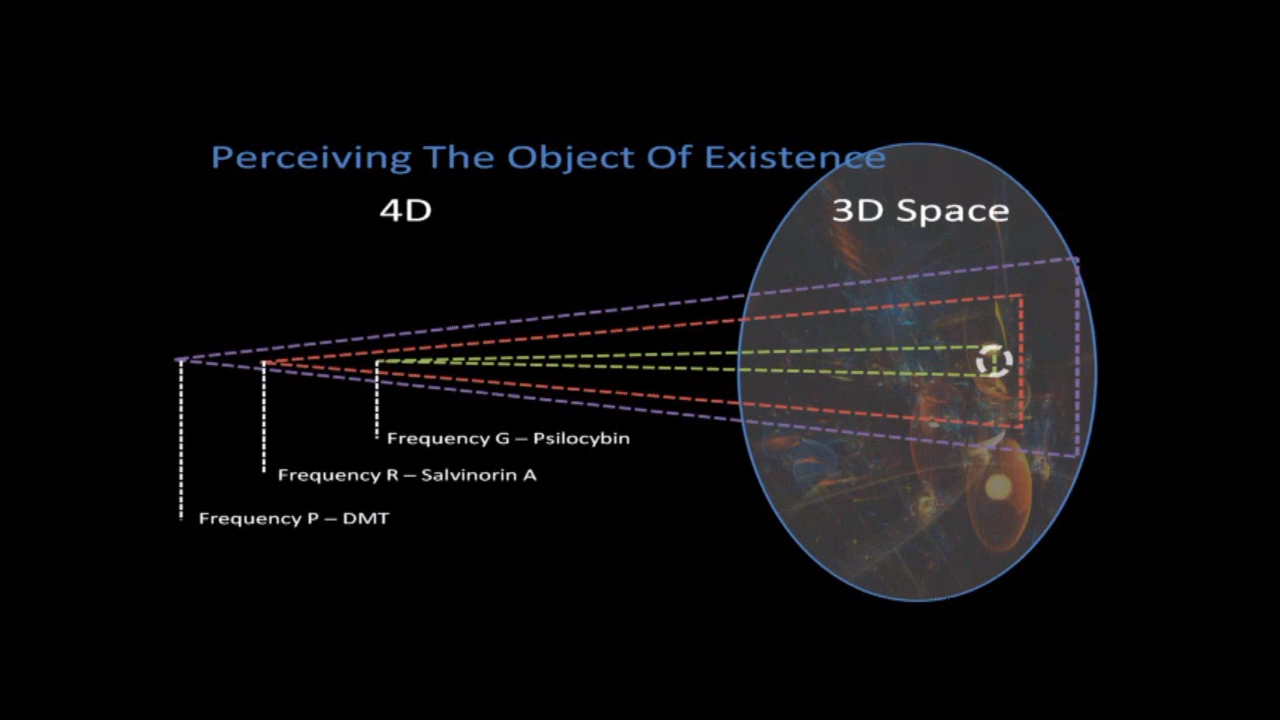 Perceiving The Object Of Existence
4D
3D Space
Frequency G – Psilocybin
Frequency R – Salvinorin A
Frequency P – DMT